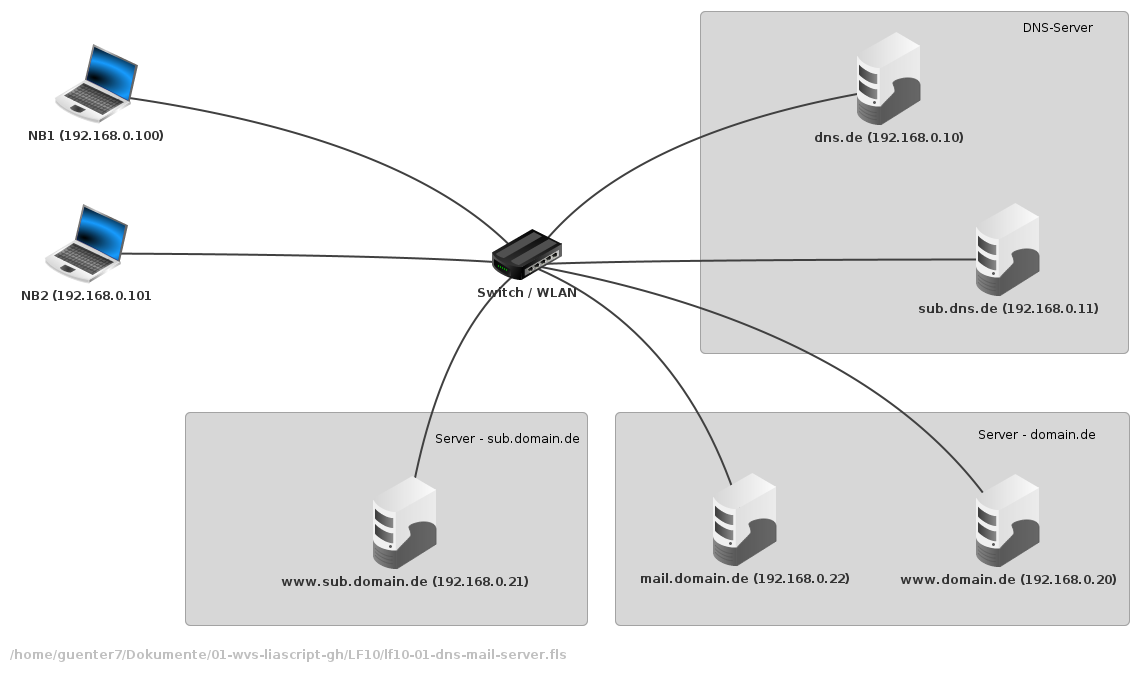 DNS-Server
NB1 (192.168.0.100)
dns.de (192.168.0.10)
NB2 (192.168.0.101
Switch / WLAN
sub.dns.de (192.168.0.11)
Server - sub.domain.de
Server - domain.de
www.sub.domain.de (192.168.0.21)
mail.domain.de (192.168.0.22)
www.domain.de (192.168.0.20)
/home/guenter7/Dokumente/01-wvs-liascript-gh/LF10/lf10-01-dns-mail-server.fls